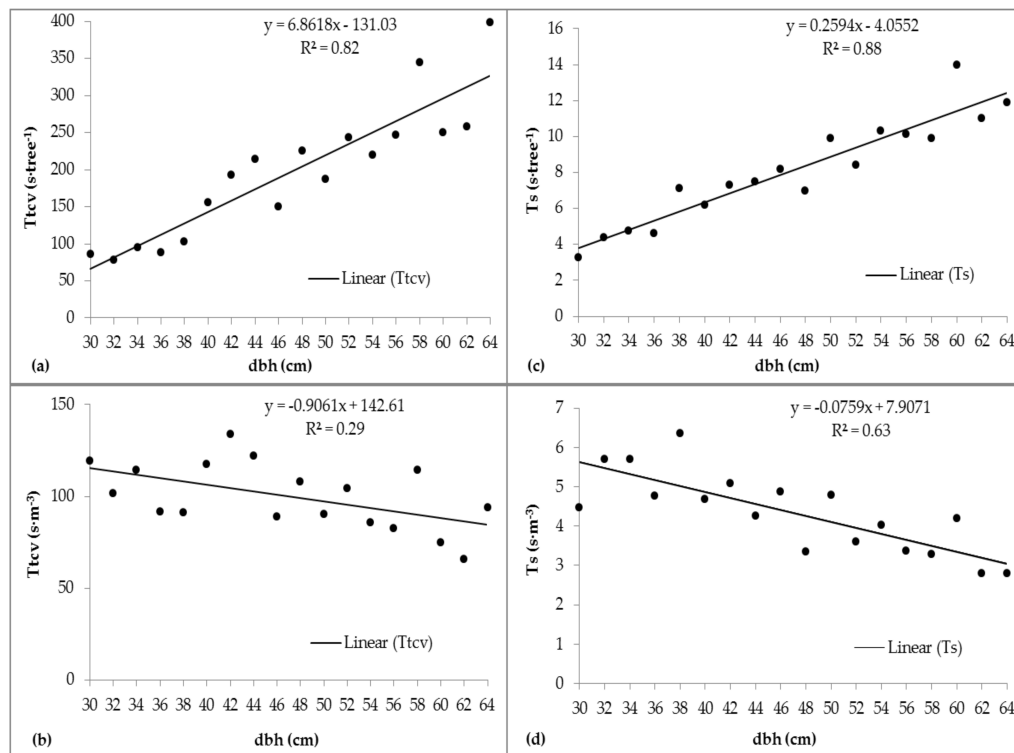 y = 6.8618x - 131.03
R² = 0.82
400
350
300
250
200
150
100
50
0
Ttcv (s·tree⁻¹)
Linear (Ttcv)
30 32 34 36 38 40 42 44 46 48 50 52 54 56 58 60 62 64
(a)
dbh (cm)
y = 0.2594x - 4.0552
R² = 0.88
16
14
12
10
8
6
4
2
0
Ts (s·tree⁻¹)
Linear (Ts)
30 32 34 36 38 40 42 44 46 48 50 52 54 56 58 60 62 64
(c)
dbh (cm)
y = -0.9061x + 142.61
R² = 0.29
150
100
50
0
Ttcv (s·m⁻³)
Linear (Ttcv)
30 32 34 36 38 40 42 44 46 48 50 52 54 56 58 60 62 64
(b)
dbh (cm)
y = -0.0759x + 7.9071
R² = 0.63
7
6
5
4
3
2
1
0
Ts (s·m⁻³)
Linear (Ts)
30 32 34 36 38 40 42 44 46 48 50 52 54 56 58 60 62 64
(d)
dbh (cm)